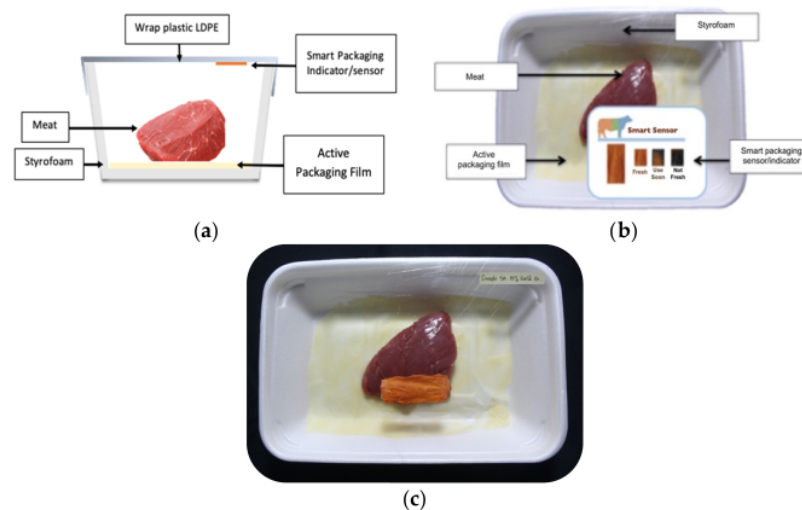 Wrap plastic LDPE
Smart Packaging
Indicator/sensor
Meat
Styrofoam
Active
Packaging Film
(a)
Styrofoam
Meat
Smart Sensor
Fresh
Use
Soon
Not
Fresh
Active
packaging film
Smart packaging
sensor/indicator
(b)
(c)